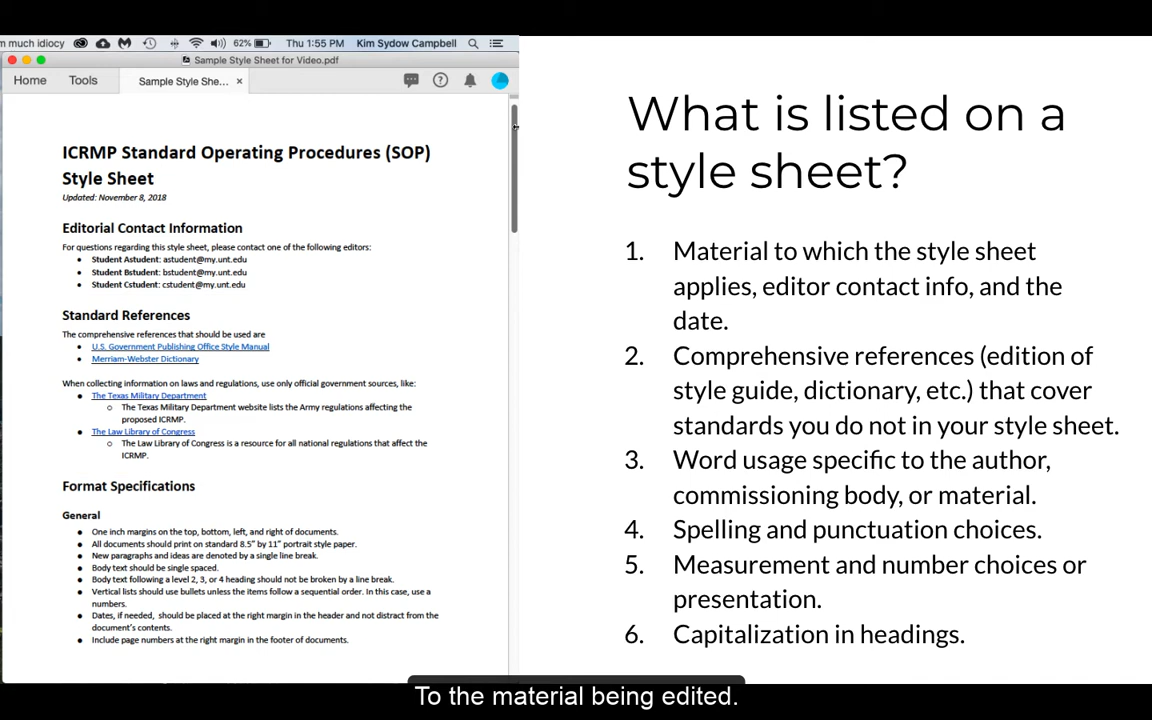 m much idiocy 62% Thu 1:55 PM Kim Sydow Campbell
Sample Style Sheet for Video.pdf
Home Tools Sample Style She... ×
ICRMP Standard Operating Procedures (SOP)
Style Sheet
Updated: November 8, 2018
Editorial Contact Information
For questions regarding this style sheet, please contact one of the following editors:
● Student Astudent: astudent@my.unt.edu
● Student Bstudent: bstudent@my.unt.edu
● Student Cstudent: cstudent@my.unt.edu
Standard References
The comprehensive references that should be used are
● U.S. Government Publishing Office Style Manual
● Merriam-Webster Dictionary
When collecting information on laws and regulations, use only official government sources, like:
● The Texas Military Department
○ The Texas Military Department website lists the Army regulations affecting the
proposed ICRMP.
● The Law Library of Congress
○ The Law Library of Congress is a resource for all national regulations that affect the
ICRMP.
Format Specifications
General
● One inch margins on the top, bottom, left, and right of documents.
● All documents should print on standard 8.5" by 11" portrait style paper.
● New paragraphs and ideas are denoted by a single line break.
● Body text should be single spaced.
● Body text following a level 2, 3, or 4 heading should not be broken by a line break.
● Vertical lists should use bullets unless the items follow a sequential order. In this case, use a
numbers.
● Dates, if needed, should be placed at the right margin in the header and not distract from the
document's contents.
● Include page numbers at the right margin in the footer of documents.
What is listed on a
style sheet?
1. Material to which the style sheet
applies, editor contact info, and the
date.
2. Comprehensive references (edition of
style guide, dictionary, etc.) that cover
standards you do not in your style sheet.
3. Word usage specific to the author,
commissioning body, or material.
4. Spelling and punctuation choices.
5. Measurement and number choices or
presentation.
6. Capitalization in headings.
To the material being edited.